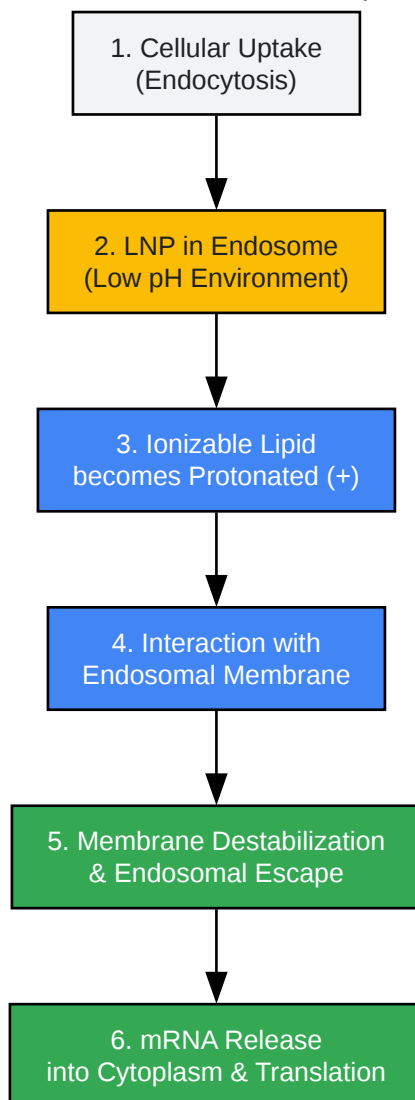 1. Cellular Uptake
(Endocytosis)
2. LNP in Endosome
(Low pH Environment)
3. Ionizable Lipid
becomes Protonated (+)
4. Interaction with
Endosomal Membrane
5. Membrane Destabilization
& Endosomal Escape
6. mRNA Release
into Cytoplasm & Translation